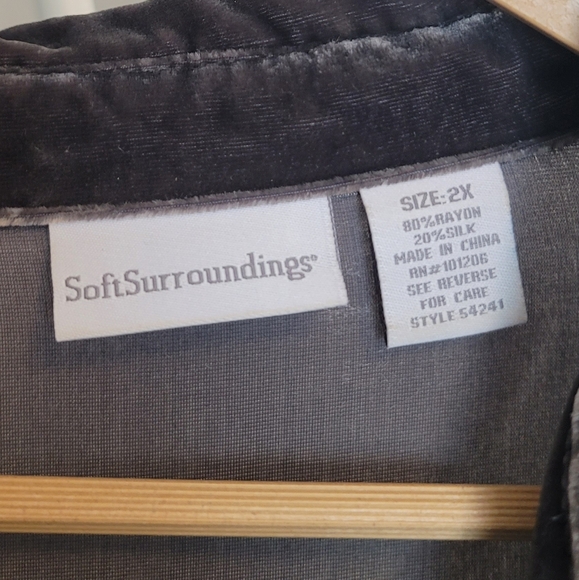 SoftSurroundings®
SIZE: 2X
80%RAYON
20%SILK
MADE IN CHINA
RN#101206
SEE REVERSE
FOR CARE
STYLE 54241